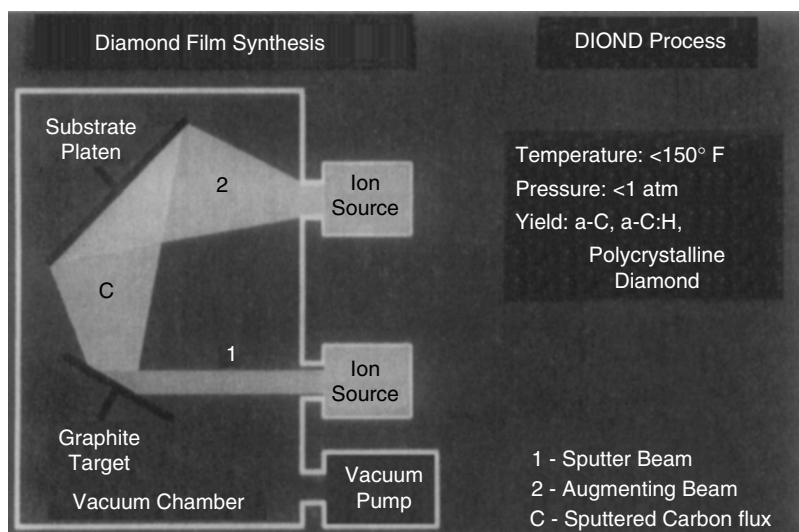 Diamond Film Synthesis
DIOND Process
Substrate
Platen
2
Ion
Source
Temperature: <150° F
Pressure: <1 atm
Yield: a-C, a-C:H,
Polycrystalline
Diamond
C
1
Ion
Source
Graphite
Target
Vacuum Chamber
Vacuum
Pump
1 - Sputter Beam
2 - Augmenting Beam
C - Sputtered Carbon flux